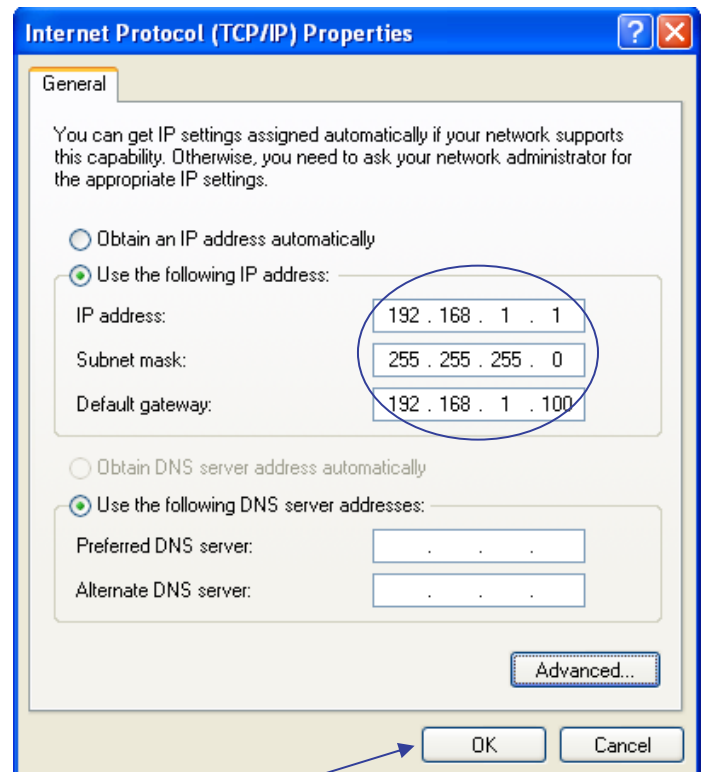 Internet Protocol (TCP/IP) Properties
General
You can get IP settings assigned automatically if your network supports
this capability. Otherwise, you need to ask your network administrator for
the appropriate IP settings.
Obtain an IP address automatically
Use the following IP address:
IP address: 192 . 168 . 1 . 1
Subnet mask: 255 . 255 . 255 . 0
Default gateway: 192 . 168 . 1 . 100
Obtain DNS server address automatically
Use the following DNS server addresses:
Preferred DNS server: . . .
Alternate DNS server: . . .
Advanced...
OK Cancel